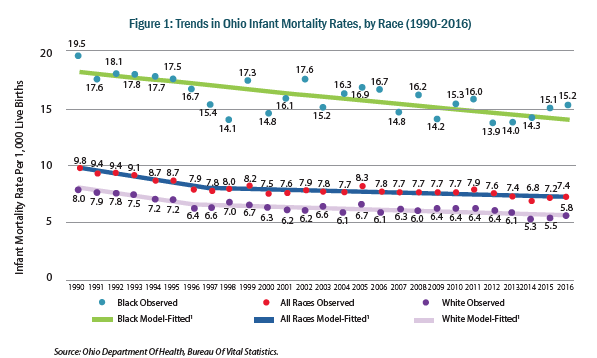 Figure 1: Trends in Ohio Infant Mortality Rates, by Race (1990-2016)
Infant Mortality Rate Per 1,000 Live Births
20
19.5 17.6 18.1 17.8 17.7 17.5 16.7 15.4 14.1 17.3 14.8 16.1 17.6 15.2 16.3 16.9 16.7 14.8 16.2 14.2 15.3 16.0 13.9 14.0 14.3 15.1 15.2
15
10
9.8 9.4 9.4 9.1 8.7 8.7 7.9 7.8 8.0 8.2 7.5 7.6 7.9 7.8 7.7 8.3 7.8 7.7 7.7 7.7 7.7 7.9 7.6 7.4 6.8 7.2 7.4
8.0 7.9 7.8 7.5 7.2 7.2 6.4 6.6 7.0 6.7 6.3 6.2 6.2 6.6 6.1 6.7 6.1 6.3 6.0 6.4 6.4 6.4 6.4 6.1 5.3 5.5 5.8
5
0
1990 1991 1992 1993 1994 1995 1996 1997 1998 1999 2000 2001 2002 2003 2004 2005 2006 2007 2008 2009 2010 2011 2012 2013 2014 2015 2016
Black Observed All Races Observed White Observed
Black Model-Fitted¹ All Races Model-Fitted¹ White Model-Fitted¹
Source: Ohio Department Of Health, Bureau Of Vital Statistics.